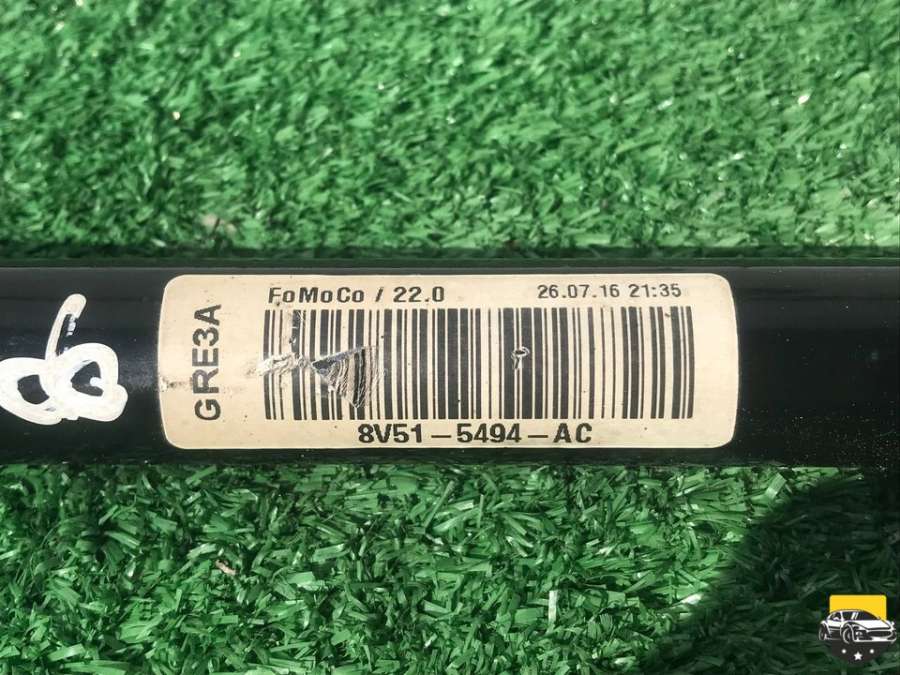 FoMoCo / 22.0
26.07.16 21:35
GRE3A
8V51-5494-AC